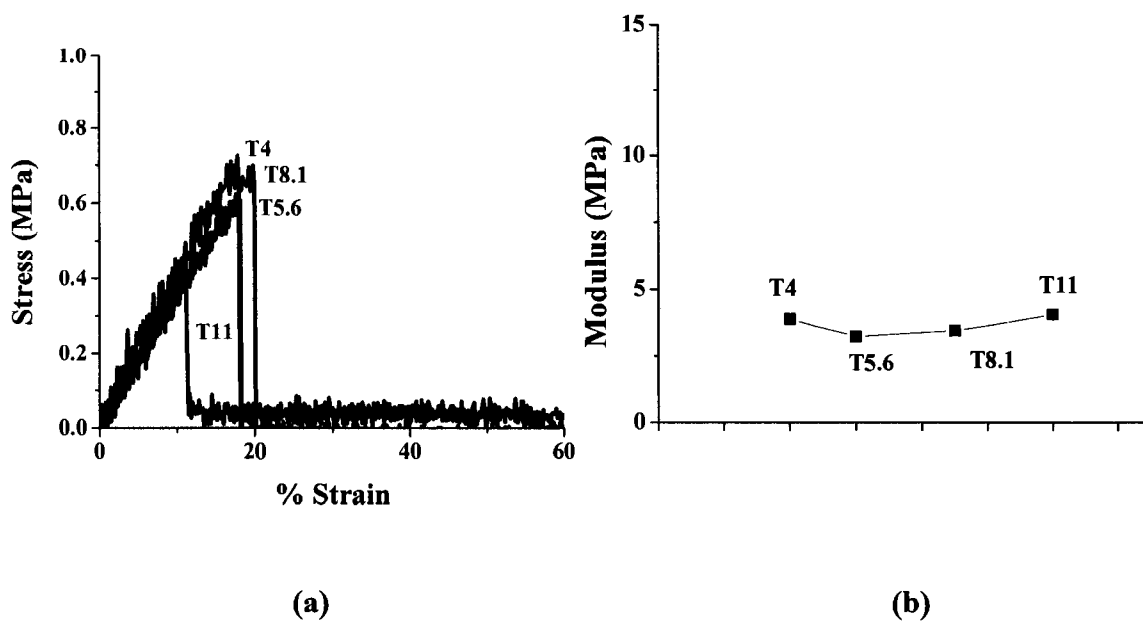 1.0
0.8
0.6
0.4
0.2
0.0
Stress (MPa)
T4
T8.1
T5.6
T11
0
20
40
60
% Strain
(a)
15
10
5
0
Modulus (MPa)
T4
T5.6
T8.1
T11
(b)